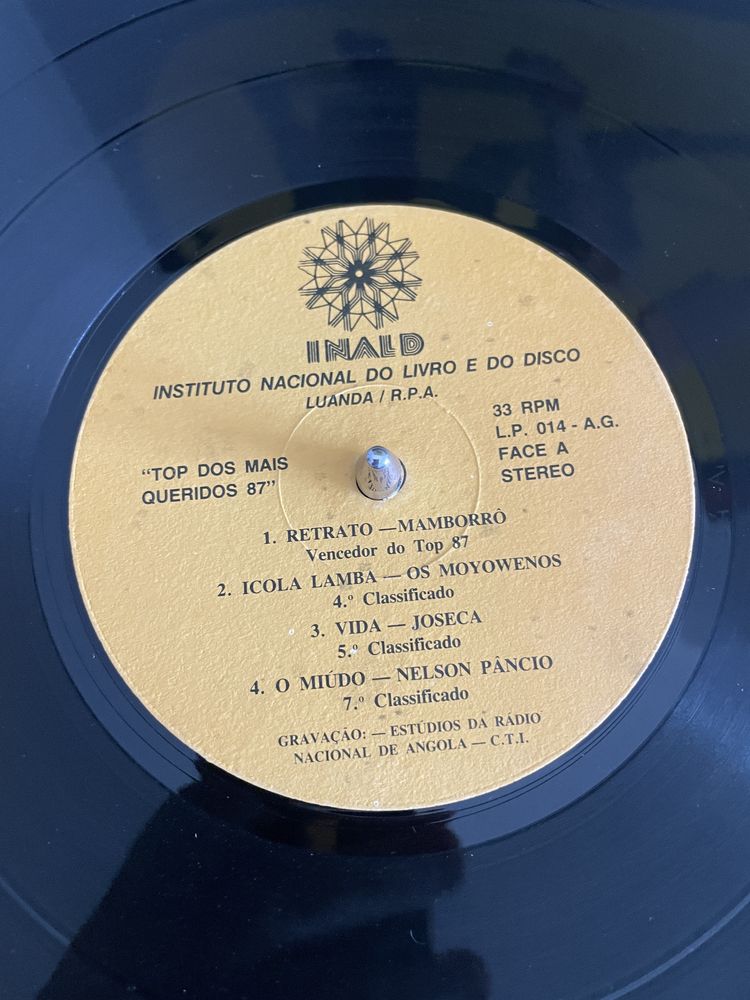 INALD
INSTITUTO NACIONAL DO LIVRO E DO DISCO
LUANDA / R.P.A.
"TOP DOS MAIS
QUERIDOS 87"
33 RPM
L.P. 014 - A.G.
FACE A
STEREO
1. RETRATO —MAMBORRÔ
Vencedor do Top 87
2. ICOLA LAMBA — OS MOYOWENOS
4.º Classificado
3. VIDA — JOSECA
5.º Classificado
4. O MIÚDO — NELSON PÂNCIO
7.º Classificado
GRAVAÇÃO: — ESTÚDIOS DA RÁDIO
NACIONAL DE ANGOLA — C.T.I.